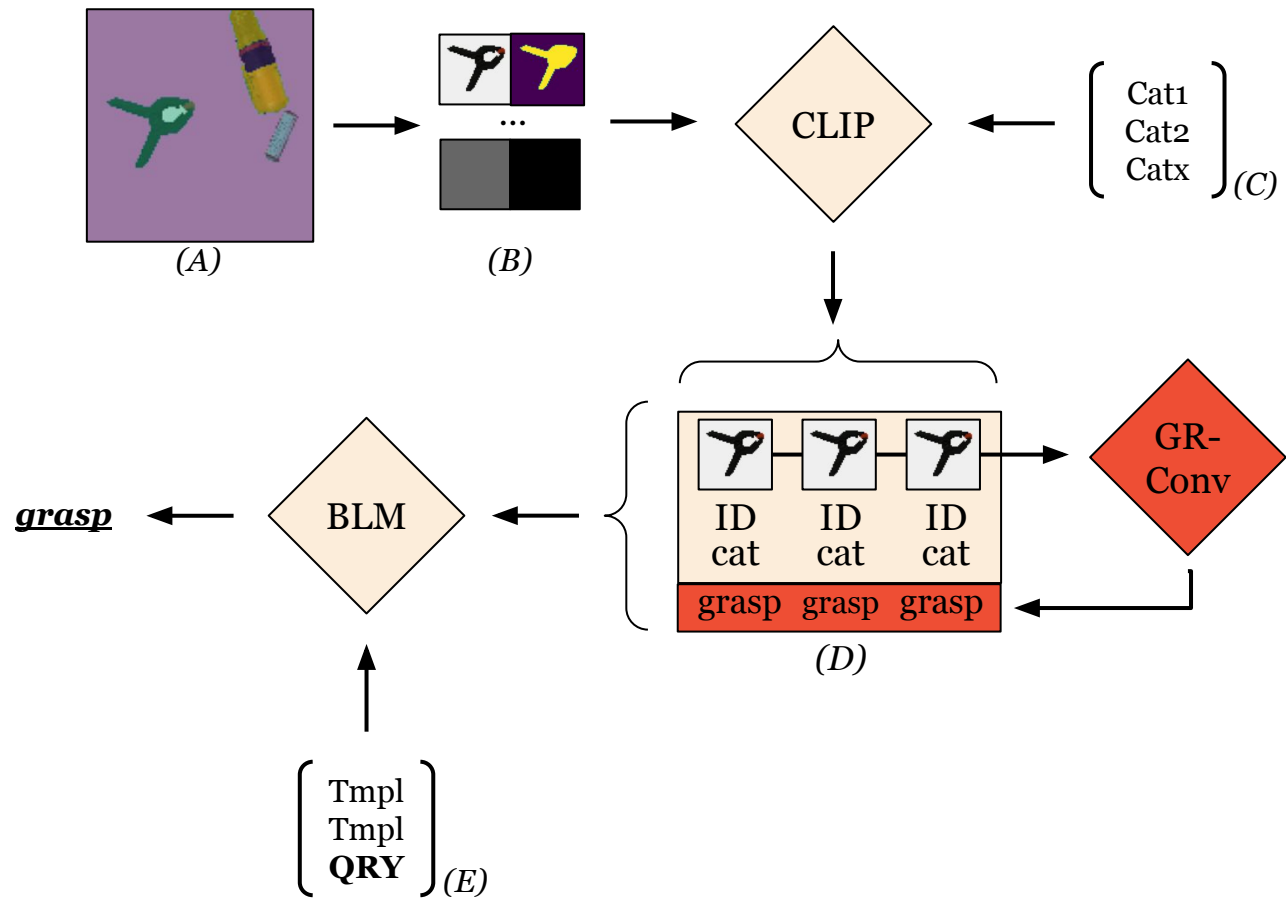 ...
CLIP
Cat1
Cat2
Catx
(C)
(A)
(B)
GR-
Conv
ID
cat
ID
cat
ID
cat
grasp
grasp
grasp
(D)
BLM
grasp
Tmpl
Tmpl
QRY
(E)